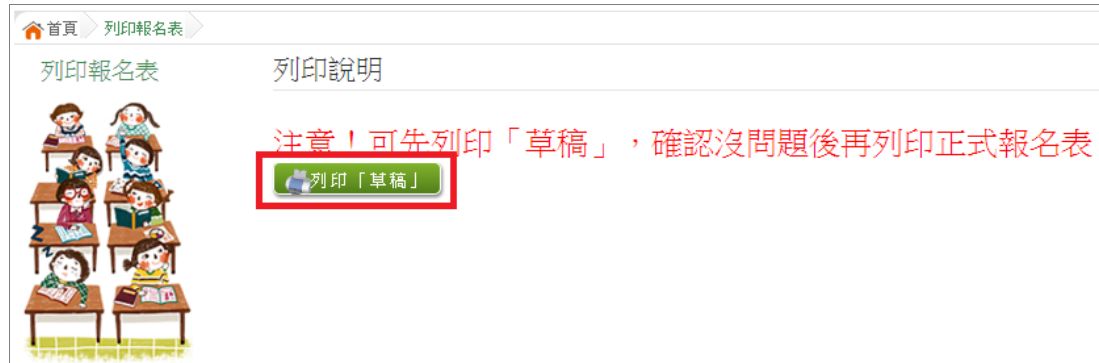 首頁 列印報名表
列印報名表
列印說明
注意！可先列印「草稿」，確認沒問題後再列印正式報名表
列印「草稿」